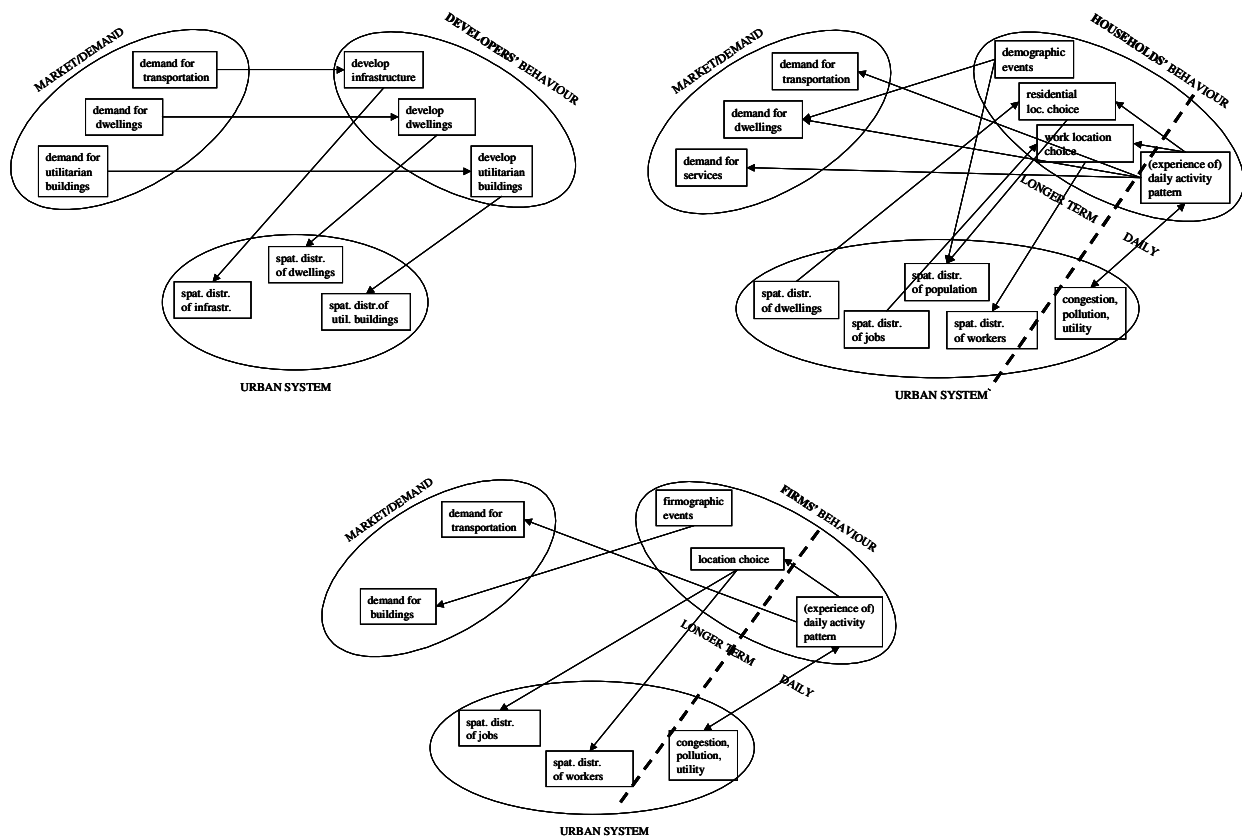 MARKET/DEMAND
DEVELOPERS' BEHAVIOUR
demand for
transportation
develop
infrastructure
demand for
dwellings
develop
dwellings
demand for
utilitarian
buildings
develop
utilitarian
buildings
spat. distr.
of dwellings
spat. distr.
of infrastr.
spat. distr.of
util. buildings
URBAN SYSTEM
MARKET/DEMAND
HOUSEHOLDS' BEHAVIOUR
demand for
transportation
demographic
events
residential
loc. choice
demand for
dwellings
work location
choice
demand for
services
(experience of)
daily activity
pattern
LONGER TERM
DAILY
spat. distr.
of population
spat. distr.
of dwellings
congestion,
pollution,
utility
spat. distr.
of jobs
spat. distr.
of workers
URBAN SYSTEM
MARKET/DEMAND
FIRMS' BEHAVIOUR
demand for
transportation
firmographic
events
location choice
demand for
buildings
(experience of)
daily activity
pattern
LONGER TERM
DAILY
spat. distr.
of jobs
congestion,
pollution,
utility
spat. distr.
of workers
URBAN SYSTEM